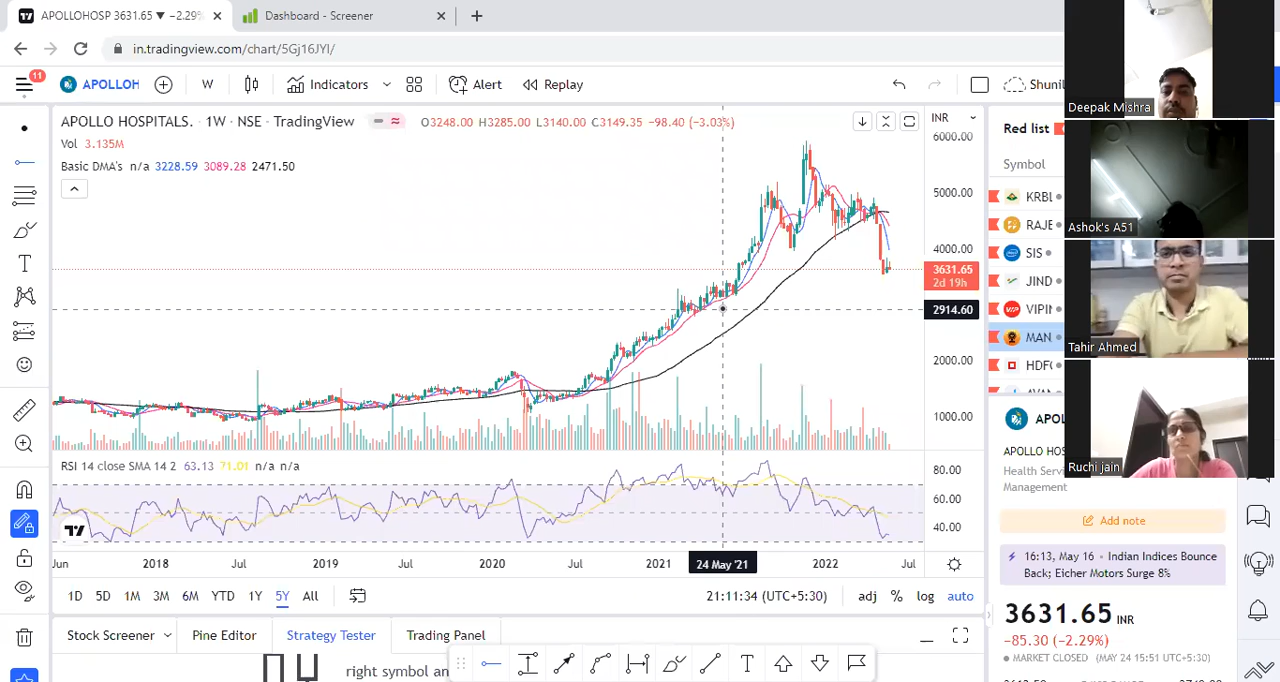 APOLLOHOSP 3631.65 ▼ −2.29%
Dashboard - Screener
in.tradingview.com/chart/5Gj16JYI/
11
APOLLOH
W
Indicators
Alert
Replay
Shunil
APOLLO HOSPITALS. · 1W · NSE · TradingView
O3248.00 H3285.00 L3140.00 C3149.35 −98.40 (−3.03%)
Vol 3.135M
Basic DMA's n/a 3228.59 3089.28 2471.50
INR
6000.00
5000.00
4000.00
3631.65
2d 19h
2914.60
2000.00
1000.00
RSI 14 close SMA 14 2 63.13 71.01 n/a n/a
80.00
60.00
40.00
Jun 2018 Jul 2019 Jul 2020 Jul 2021 24 May '21 2022 Jul
1D 5D 1M 3M 6M YTD 1Y 5Y All
21:11:34 (UTC+5:30)
adj % log auto
Stock Screener
Pine Editor
Strategy Tester
Trading Panel
right symbol an
Red list
Symbol
KRBL
RAJE
SIS
JIND
VIPIN
MAN
HDFC
APO
APOLLO HOS
Health Servi
Management
Add note
16:13, May 16 · Indian Indices Bounce
Back; Eicher Motors Surge 8%
3631.65 INR
−85.30 (−2.29%)
MARKET CLOSED (MAY 24 15:51 UTC+5:30)
Deepak Mishra
Ashok's A51
Tahir Ahmed
Ruchi jain